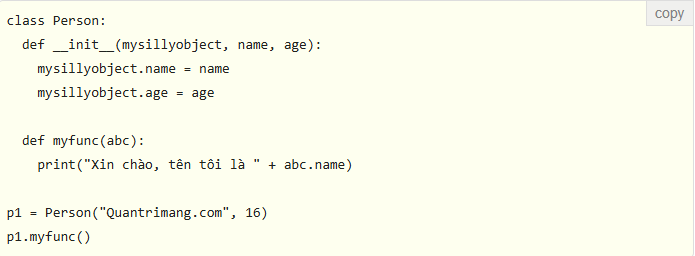 copy
class Person:
  def __init__(mysillyobject, name, age):
    mysillyobject.name = name
    mysillyobject.age = age

  def myfunc(abc):
    print("Xin chào, tên tôi là " + abc.name)

p1 = Person("Quantrimang.com", 16)
p1.myfunc()